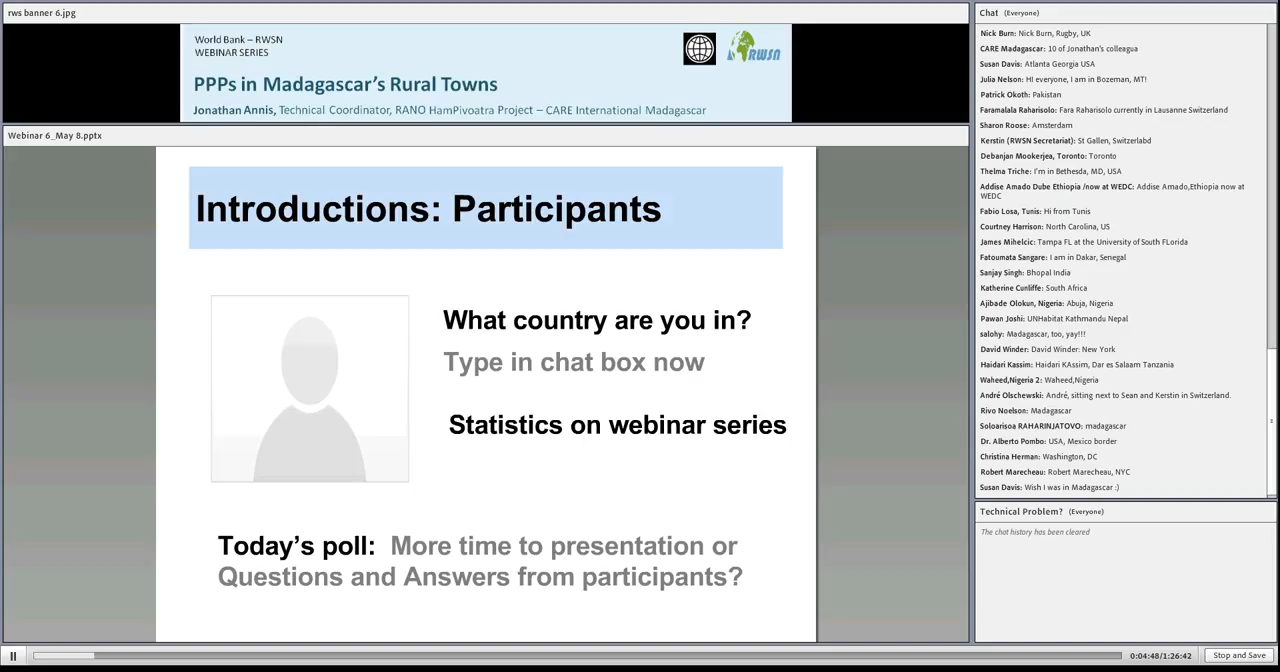 rws banner 6.jpg
World Bank – RWSN
WEBINAR SERIES
RWSN
PPPs in Madagascar's Rural Towns
Jonathan Annis, Technical Coordinator, RANO HamPivoatra Project – CARE International Madagascar
Webinar 6_May 8.pptx
Introductions: Participants
What country are you in?
Type in chat box now
Statistics on webinar series
Today's poll: More time to presentation or
Questions and Answers from participants?
Chat (Everyone)
Nick Burn: Nick Burn, Rugby, UK
CARE Madagascar: 10 of Jonathan's colleagua
Susan Davis: Atlanta Georgia USA
Julia Nelson: HI everyone, I am in Bozeman, MT!
Patrick Okoth: Pakistan
Faramalala Raharisolo: Fara Raharisolo currently in Lausanne Switzerland
Sharon Roose: Amsterdam
Kerstin (RWSN Secretariat): St Gallen, Switzerlabd
Debanjan Mookerjea, Toronto: Toronto
Thelma Triche: I'm in Bethesda, MD, USA
Addise Amado Dube Ethiopia /now at WEDC: Addise Amado,Ethiopia now at
WEDC
Fabio Losa, Tunis: Hi from Tunis
Courtney Harrison: North Carolina, US
James Mihelcic: Tampa FL at the University of South FLorida
Fatoumata Sangare: I am in Dakar, Senegal
Sanjay Singh: Bhopal India
Katherine Cunliffe: South Africa
Ajibade Olokun, Nigeria: Abuja, Nigeria
Pawan Joshi: UNHabitat Kathmandu Nepal
salohy: Madagascar, too, yay!!!
David Winder: David Winder: New York
Haidari Kassim: Haidari KAssim, Dar es Salaam Tanzania
Waheed,Nigeria 2: Waheed,Nigeria
André Olschewski: André, sitting next to Sean and Kerstin in Switzerland.
Rivo Noelson: Madagascar
Soloarisoa RAHARINJATOVO: madagascar
Dr. Alberto Pombo: USA, Mexico border
Christina Herman: Washington, DC
Robert Marecheau: Robert Marecheau, NYC
Susan Davis: Wish I was in Madagascar :)
Technical Problem? (Everyone)
The chat history has been cleared
0:04:48/1:26:42
Stop and Save